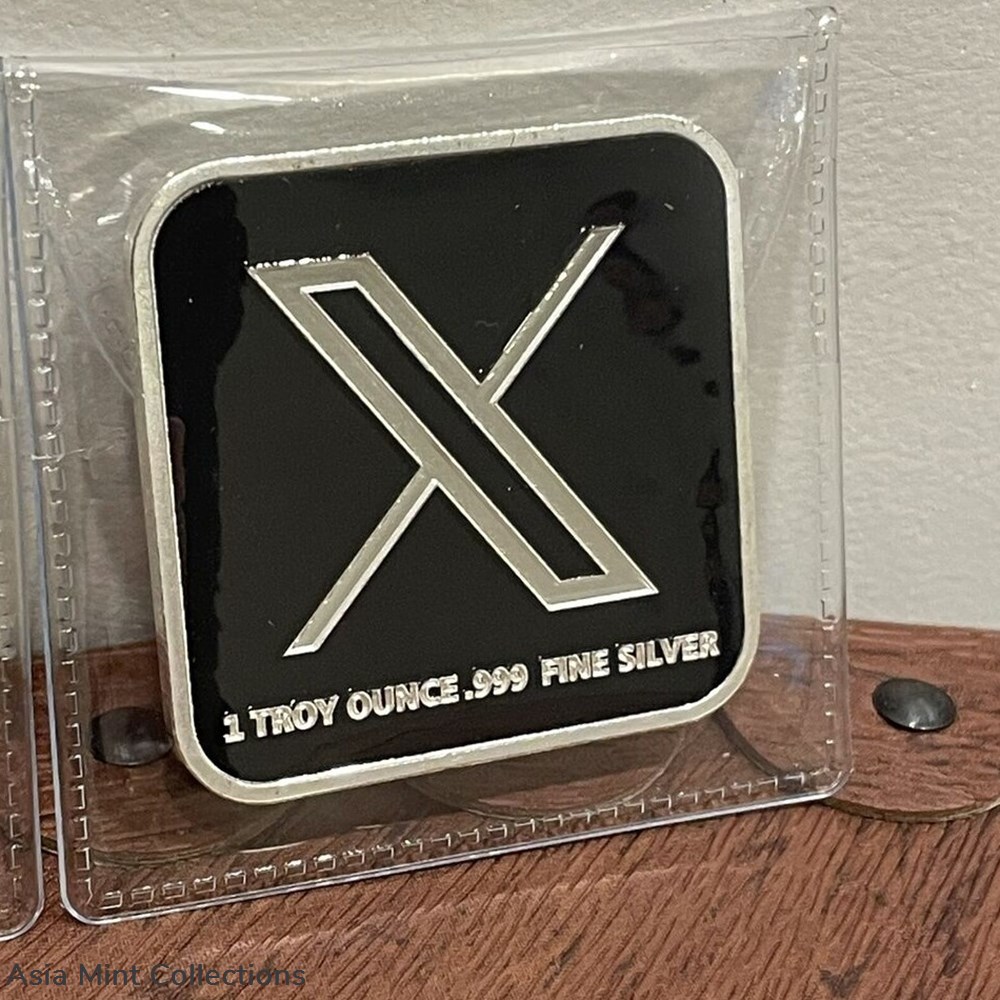 X
1 TROY OUNCE .999 FINE SILVER
Asia Mint Collections